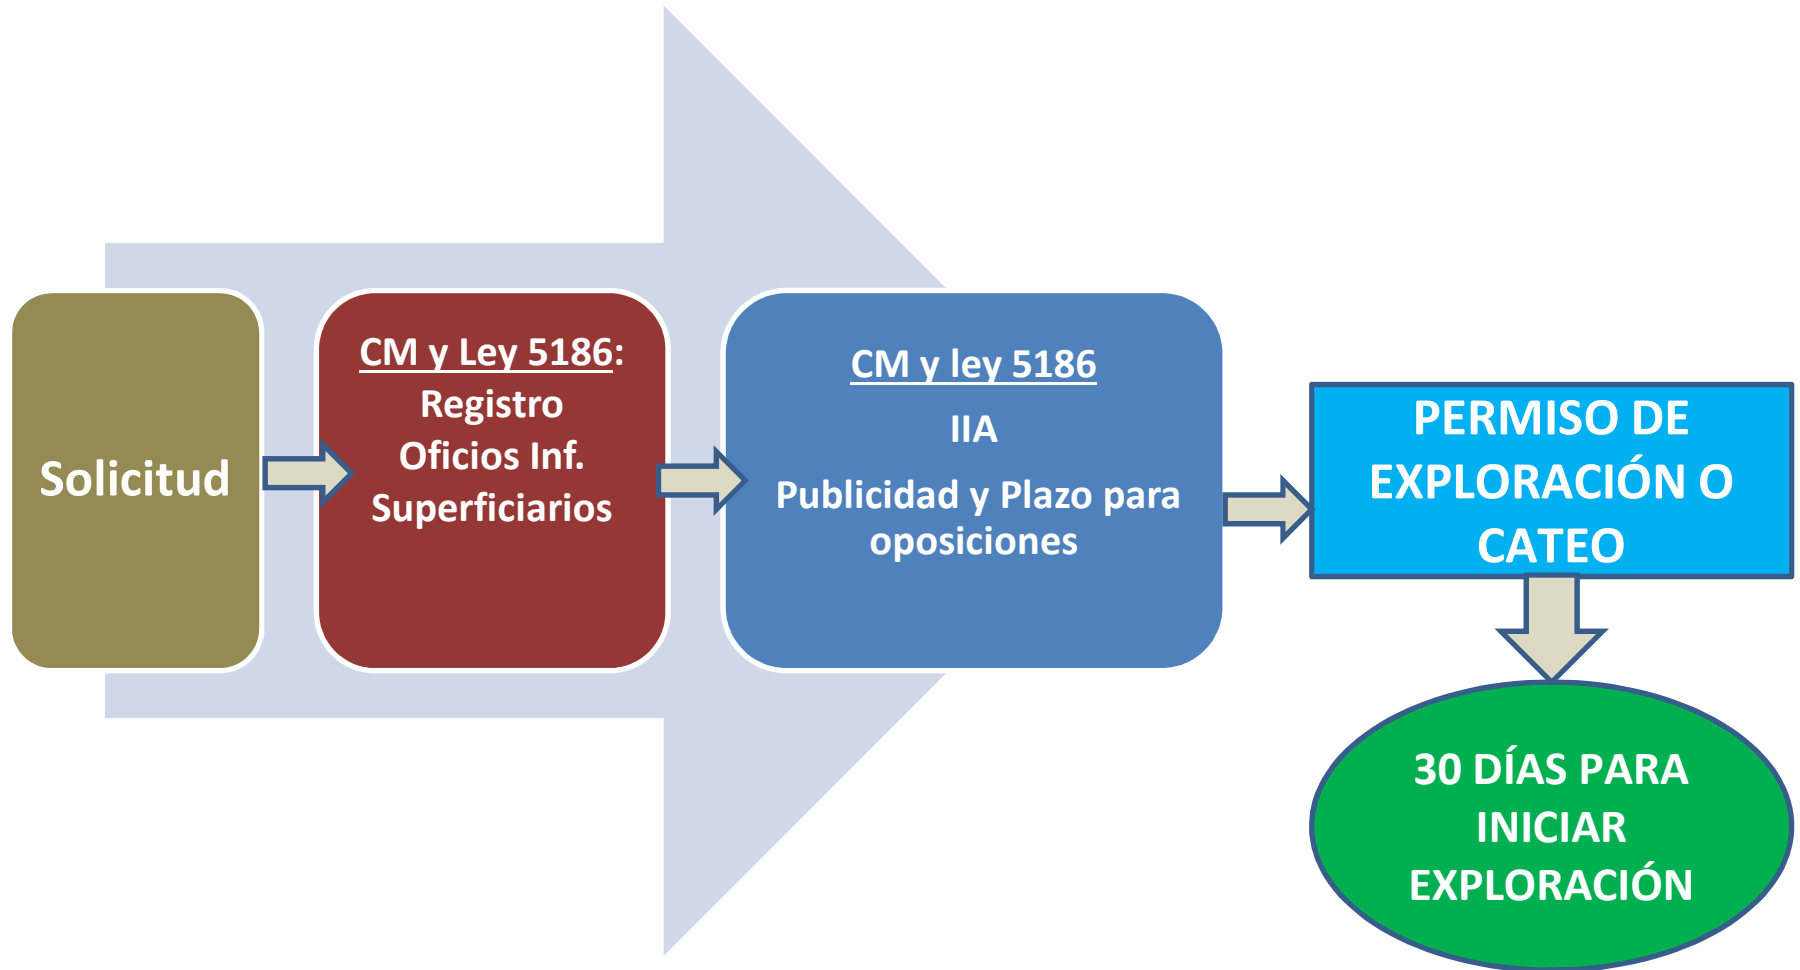 Solicitud
CM y Ley 5186:
Registro
Oficios Inf.
Superficiarios
CM y ley 5186
IIA
Publicidad y Plazo para
oposiciones
PERMISO DE
EXPLORACIÓN O
CATEO
30 DÍAS PARA
INICIAR
EXPLORACIÓN